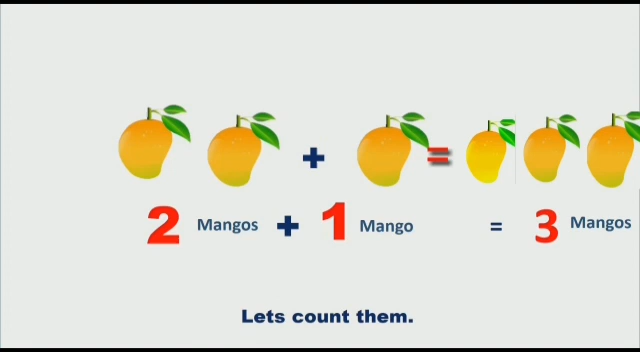 + =
2 Mangos + 1 Mango = 3 Mangos
Lets count them.